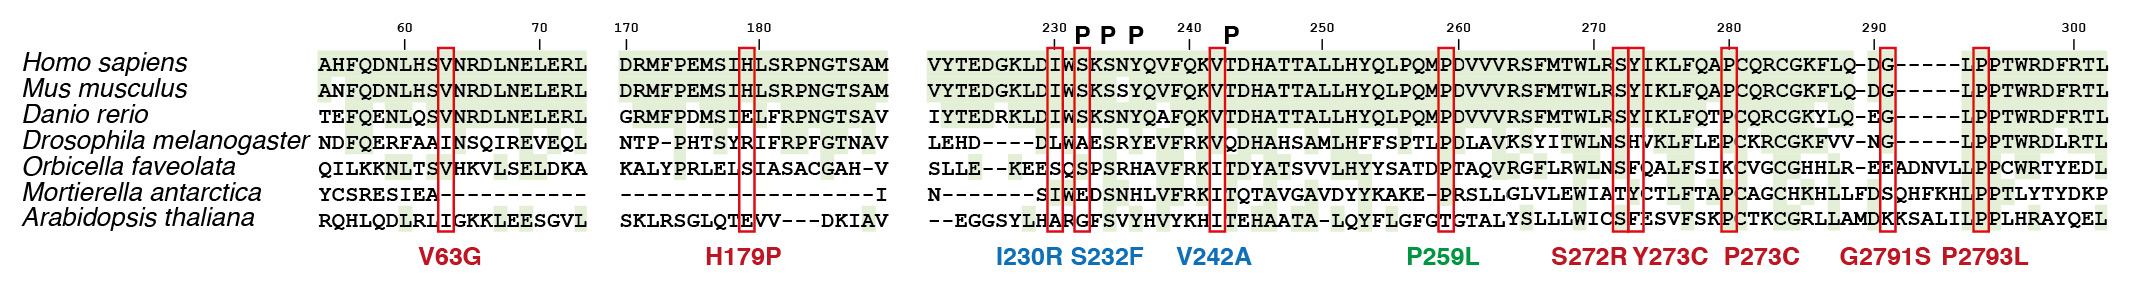 60 70 170 180 230 240 250 260 270 280 290 300
P P P P
Homo sapiens AHFQDNLHSVNRDLNELERL DRMFPEMSIHLSRPNGTSAM VYTEDGKLDIWSKSNYQVFQKVTDHATTALLHYQLPQMPDVVVRSFMTWLRSYIKLFQAPCQRCGKFLQ-DG-----LPPTWRDFRTL
Mus musculus ANFQDNLHSVNRDLNELERL DRMFPEMSIHLSRPNGTSAM VYTEDGKLDIWSKSSYQVFQKVTDHATTALLHYQLPQMPDVVVRSFMTWLRSYIKLFQAPCQRCGKFLQ-DG-----LPPTWRDFRTL
Danio rerio TEFQENLQSVNRDLNELERL GRMFPDMSIELFRPNGTSAV IYTEDRKLDIWSKSNYQAFQKVTDHATTALLHYQLPQMPDVVVRSFMTWLRSYIKLFQTPCQRCGKYLQ-EG-----LPPTWRDFRTL
Drosophila melanogaster NDFQERFAAINSQIREVEQL NTP-PHTSYRIFRPFGTNAV LEHD----DLWAESRYEVFRKVQDHAHSAMLHFFSPTLPDLAVKSYITWLNSHVKLFLEPCKRCGKFVV-NG-----LPPTWRDLRTL
Orbicella faveolata QILKKNLTSVHKVLSELDKA KALYPRLELSIASACGAH-V SLLE--KEESQSPSRHAVFRKITDYATSVVLHYYSATDPTAQVRGFLRWLNSFQALFSIKCVGCGHHLR-EEADNVLLPPCWRTYEDL
Mortierella antarctica YCSRESIEA----------- -------------------I N-------SIWEDSNHLVFRKITQTAVGAVDYYKAKE-PRSLLGLVLEWIATYCTLFTAPCAGCHKHLLFDSQHFKHLPPTLYTYDKP
Arabidopsis thaliana RQHLQDLRLIGKKLEESGVL SKLRSGLQTEVV---DKIAV --EGGSYLHARGFSVYHVYKHITEHAATA-LQYFLGFGTGTALYSLLLWICSFESVFSKPCTKCGRLLAMDKKSALILPPLHRAYQEL
V63G H179P I230R S232F V242A P259L S272R Y273C P273C G2791S P2793L